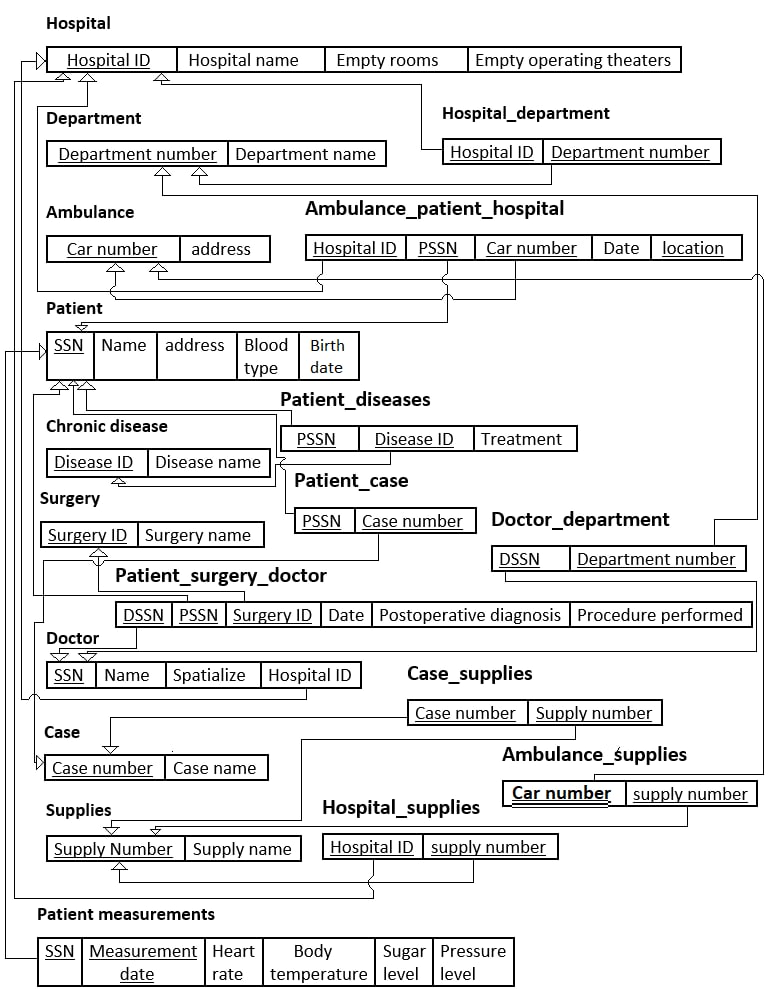 Hospital
Hospital ID Hospital name Empty rooms Empty operating theaters
Hospital_department
Department
Hospital ID Department number
Department number Department name
Ambulance
Ambulance_patient_hospital
Car number address
Hospital ID PSSN Car number Date location
Patient
SSN Name address Blood type Birth date
Patient_diseases
Chronic disease
PSSN Disease ID Treatment
Disease ID Disease name
Patient_case
Surgery
PSSN Case number
Doctor_department
Surgery ID Surgery name
DSSN Department number
Patient_surgery_doctor
DSSN PSSN Surgery ID Date Postoperative diagnosis Procedure performed
Doctor
SSN Name Spatialize Hospital ID
Case_supplies
Case number Supply number
Case
Ambulance_supplies
Case number Case name
Car number supply number
Supplies
Hospital_supplies
Supply Number Supply name
Hospital ID supply number
Patient measurements
SSN Measurement date Heart rate Body temperature Sugar level Pressure level